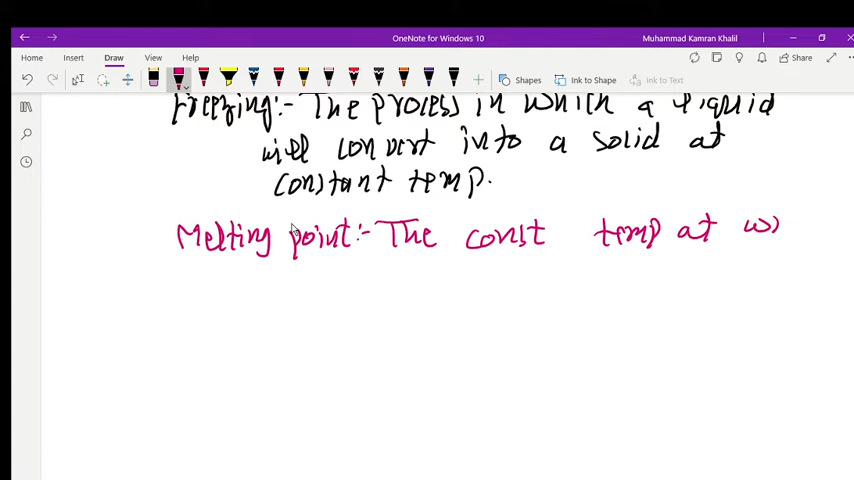 OneNote for Windows 10
Muhammad Kamran Khalil
Home Insert Draw View Help
Share
Shapes Ink to Shape Ink to Text
Freezing:- The process in which a liquid
will convert into a solid at
constant temp.
Melting point:- The const temp at